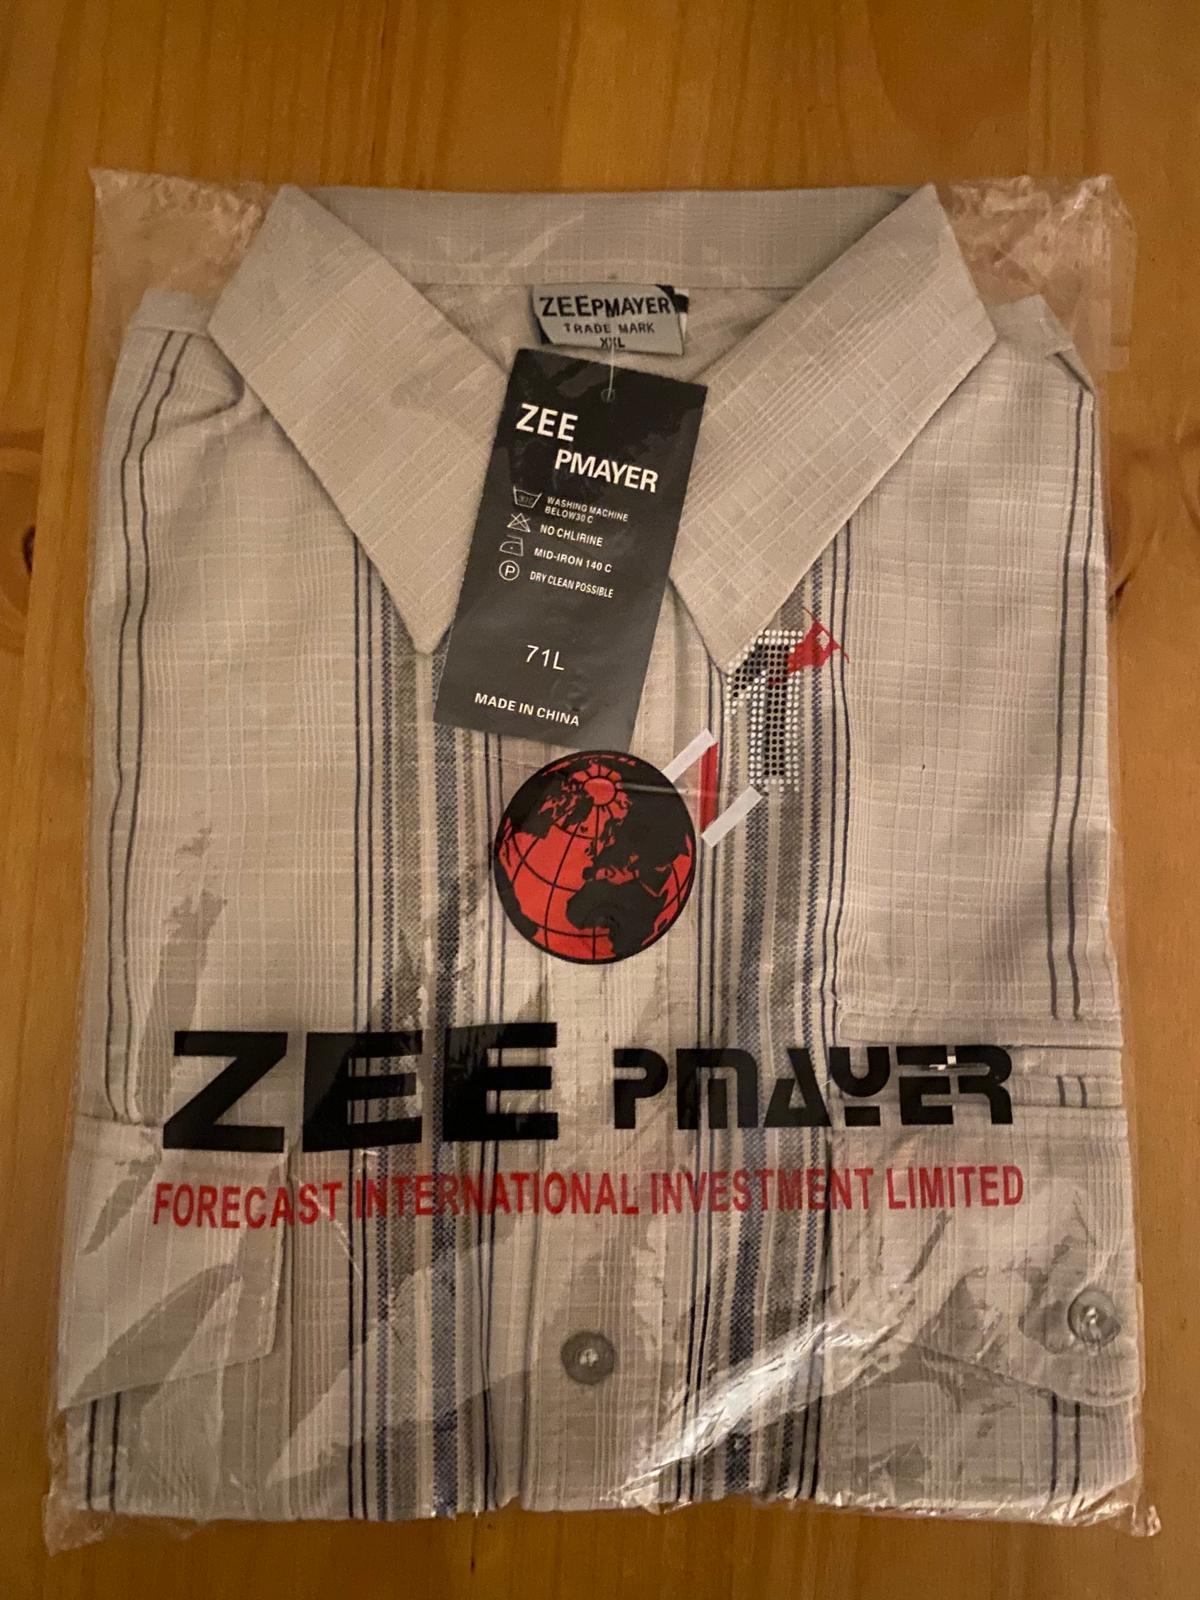 ZEEPMAYER
TRADE MARK
XXL
ZEE
PMAYER
30C
WASHING MACHINE
BELOW30 C
NO CHLIRINE
MID-IRON 140 C
P
DRY CLEAN POSSIBLE
71L
MADE IN CHINA
ZEE PMAYER
FORECAST INTERNATIONAL INVESTMENT LIMITED